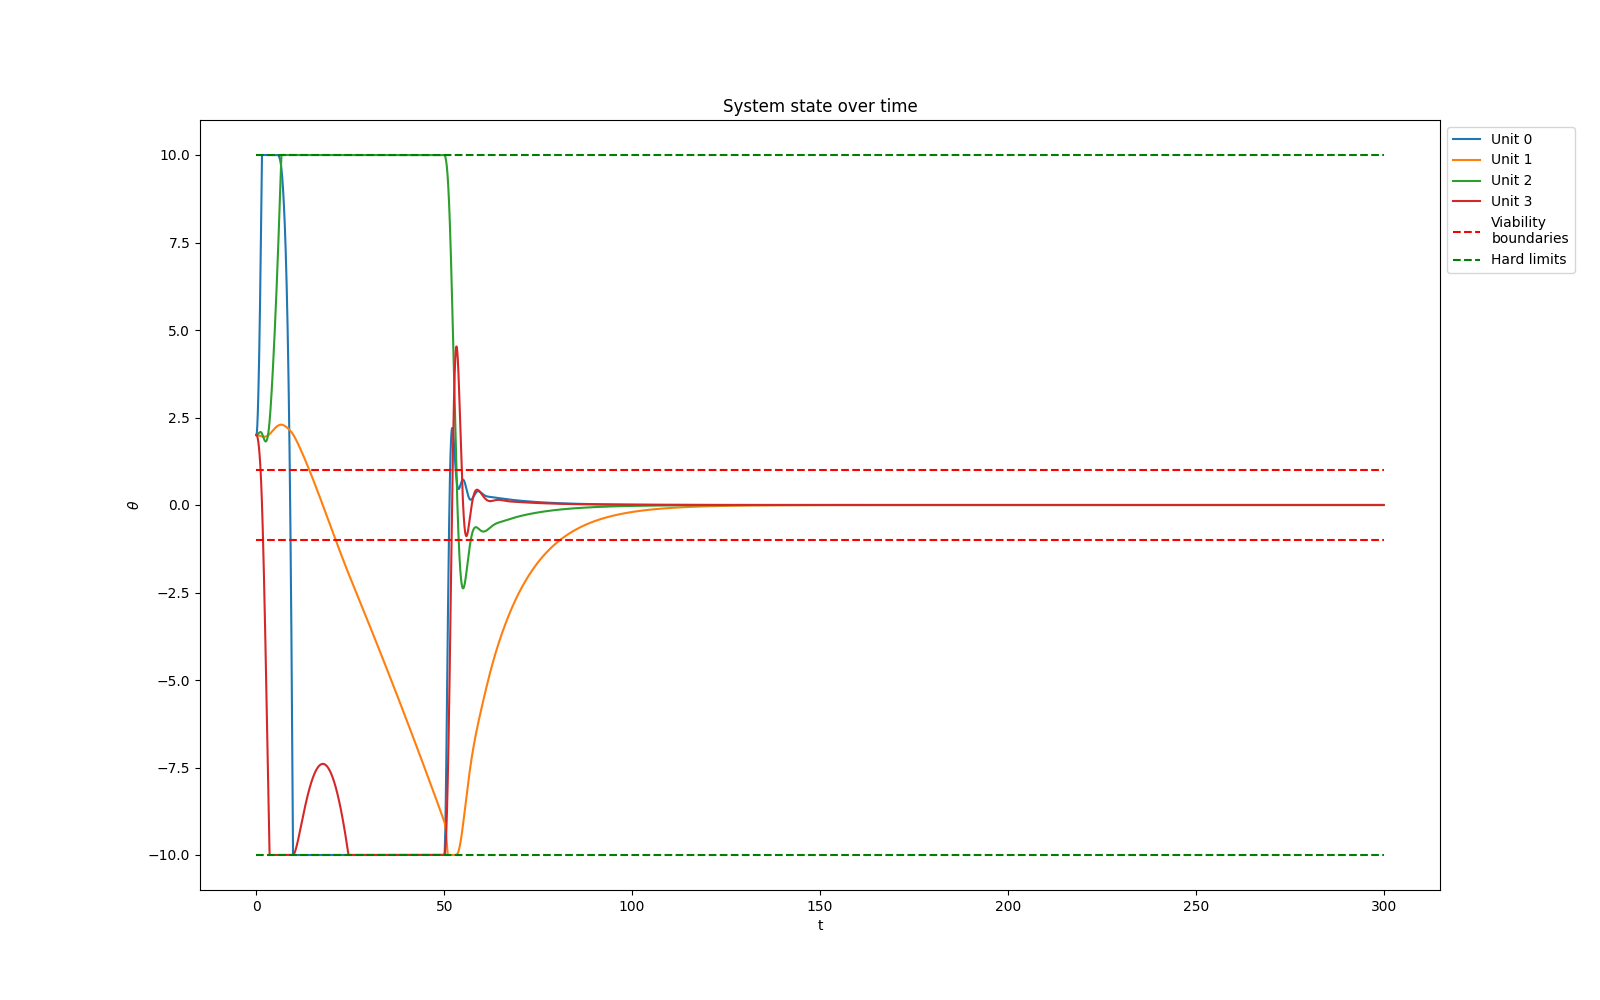 System state over time
10.0
7.5
5.0
2.5
0.0
−2.5
−5.0
−7.5
−10.0
θ
0
50
100
150
200
250
300
t
Unit 0
Unit 1
Unit 2
Unit 3
Viability
boundaries
Hard limits